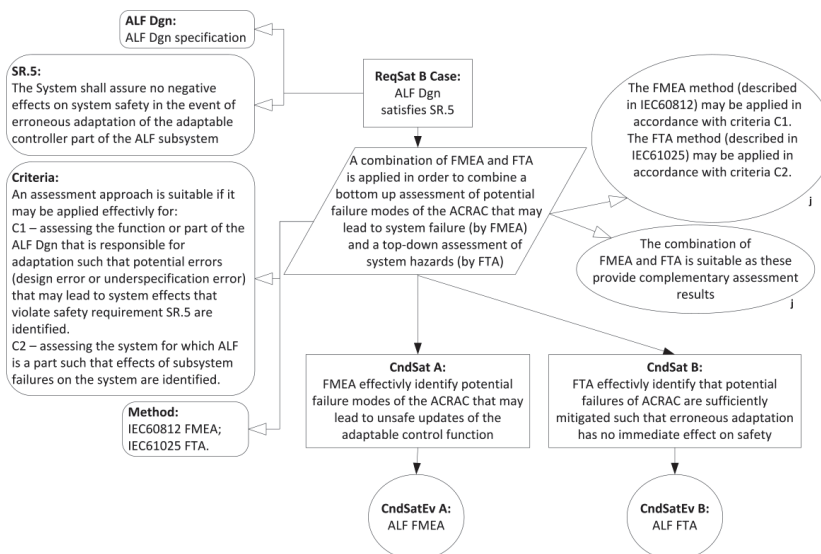 ALF Dgn:
ALF Dgn specification
SR.5:
The System shall assure no negative
effects on system safety in the event of
erroneous adaptation of the adaptable
controller part of the ALF subsystem
ReqSat B Case:
ALF Dgn
satisfies SR.5
The FMEA method (described
in IEC60812) may be applied in
accordance with criteria C1.
The FTA method (described in
IEC61025) may be applied in
accordance with criteria C2.
j
Criteria:
An assessment approach is suitable if it
may be applied effectivly for:
C1 – assessing the function or part of the
ALF Dgn that is responsible for
adaptation such that potential errors
(design error or underspecification error)
that may lead to system effects that
violate safety requirement SR.5 are
identified.
C2 – assessing the system for which ALF
is a part such that effects of subsystem
failures on the system are identified.
A combination of FMEA and FTA
is applied in order to combine a
bottom up assessment of potential
failure modes of the ACRAC that may
lead to system failure (by FMEA)
and a top-down assessment of
system hazards (by FTA)
The combination of
FMEA and FTA is suitable as these
provide complementary assessment
results
j
Method:
IEC60812 FMEA;
IEC61025 FTA.
CndSat A:
FMEA effectivly identify potential
failure modes of the ACRAC that may
lead to unsafe updates of the
adaptable control function
CndSat B:
FTA effectivly identify that potential
failures of ACRAC are sufficiently
mitigated such that erroneous adaptation
has no immediate effect on safety
CndSatEv A:
ALF FMEA
CndSatEv B:
ALF FTA